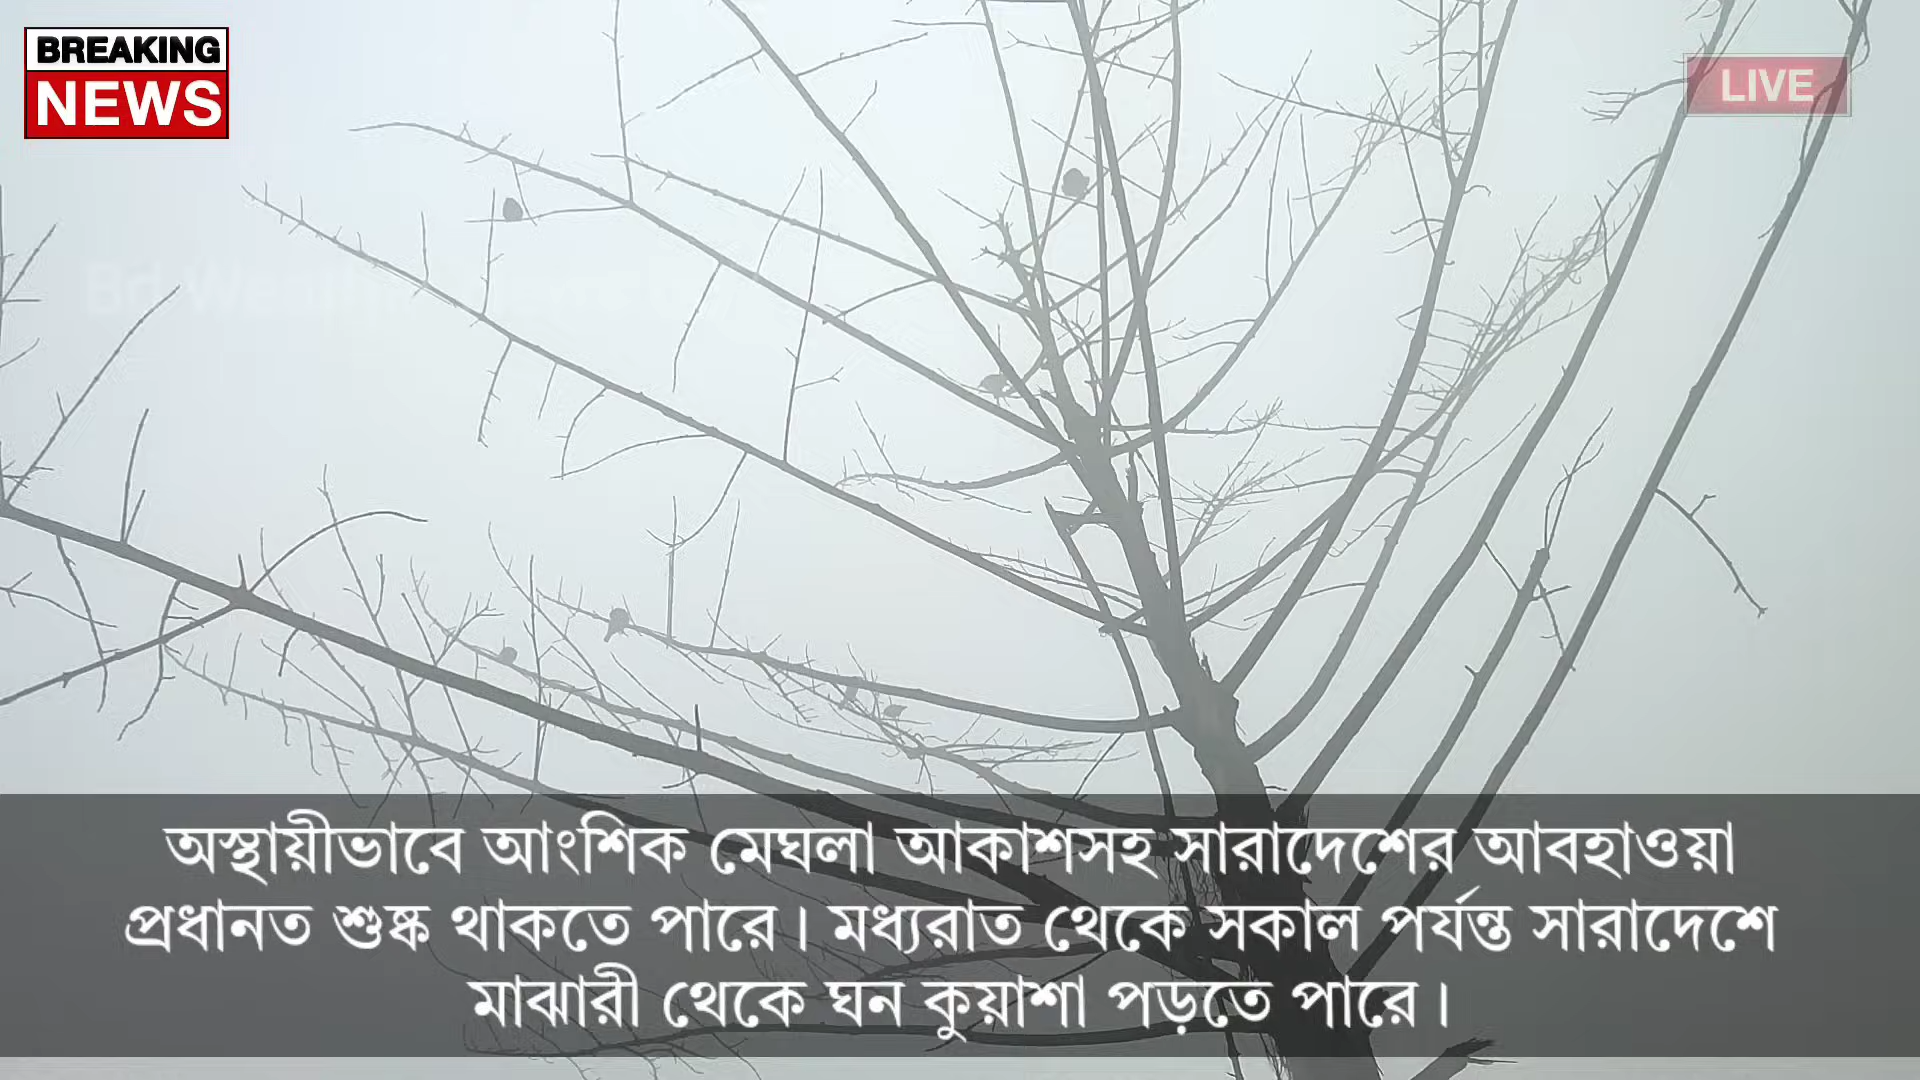 BREAKING
NEWS
LIVE
অস্থায়ীভাবে আংশিক মেঘলা আকাশসহ সারাদেশের আবহাওয়া
প্রধানত শুষ্ক থাকতে পারে। মধ্যরাত থেকে সকাল পর্যন্ত সারাদেশে
মাঝারী থেকে ঘন কুয়াশা পড়তে পারে।